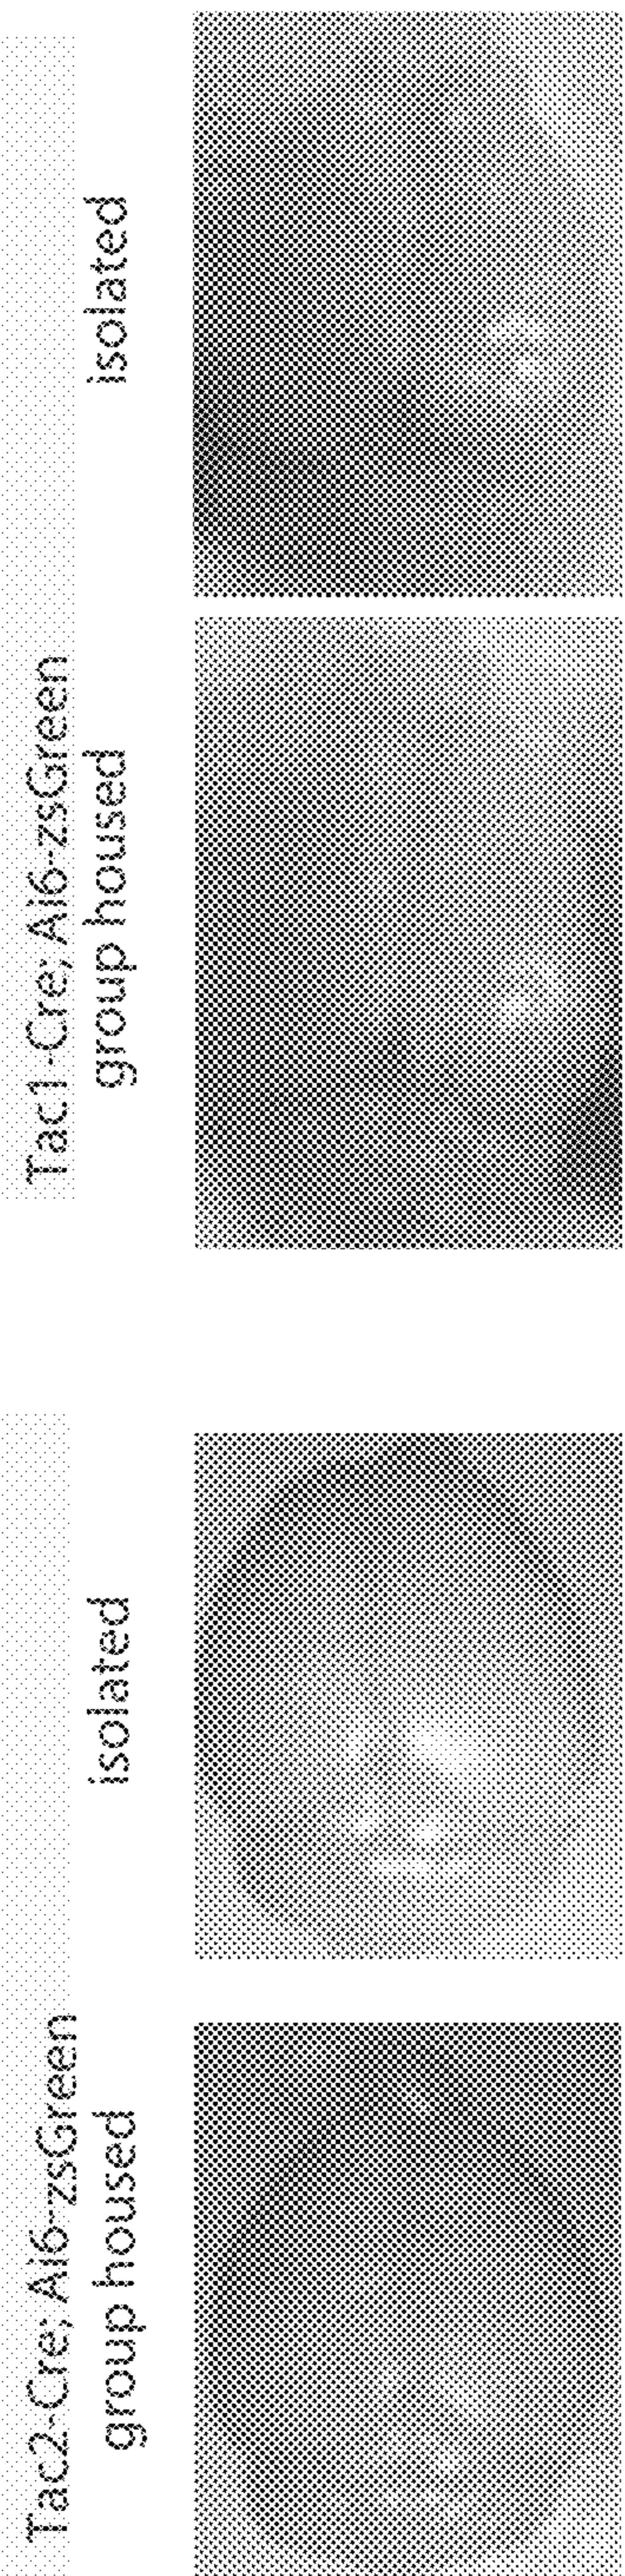 Tac2-Cre; Ai6-zsGreen
group housed
isolated
Tac1-Cre; Ai6-zsGreen
group housed
isolated